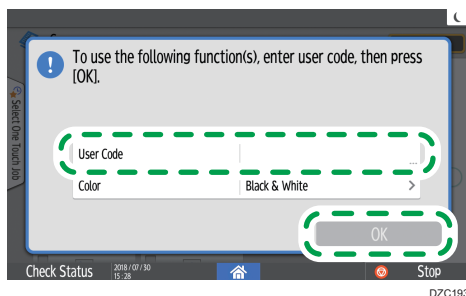 To use the following function(s), enter user code, then press
[OK].
Select One Touch Job
User Code
...
Color Black & White >
OK
Check Status 2018 / 07 / 30
15 : 28
Stop
DZC193